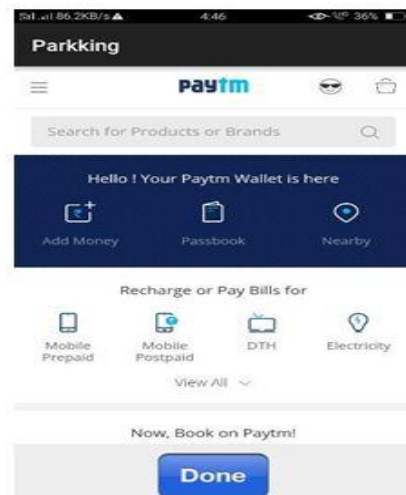 86.2KB/s
4:46
36%
Parkking
paytm
Search for Products or Brands
Hello ! Your Paytm Wallet is here
Add Money
Passbook
Nearby
Recharge or Pay Bills for
Mobile Prepaid
Mobile Postpaid
DTH
Electricity
View All
Now, Book on Paytm!
Done